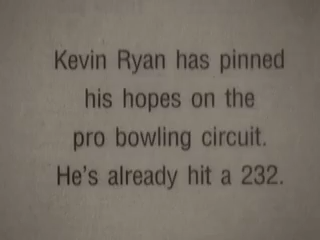 Kevin Ryan has pinned
his hopes on the
pro bowling circuit.
He's already hit a 232.